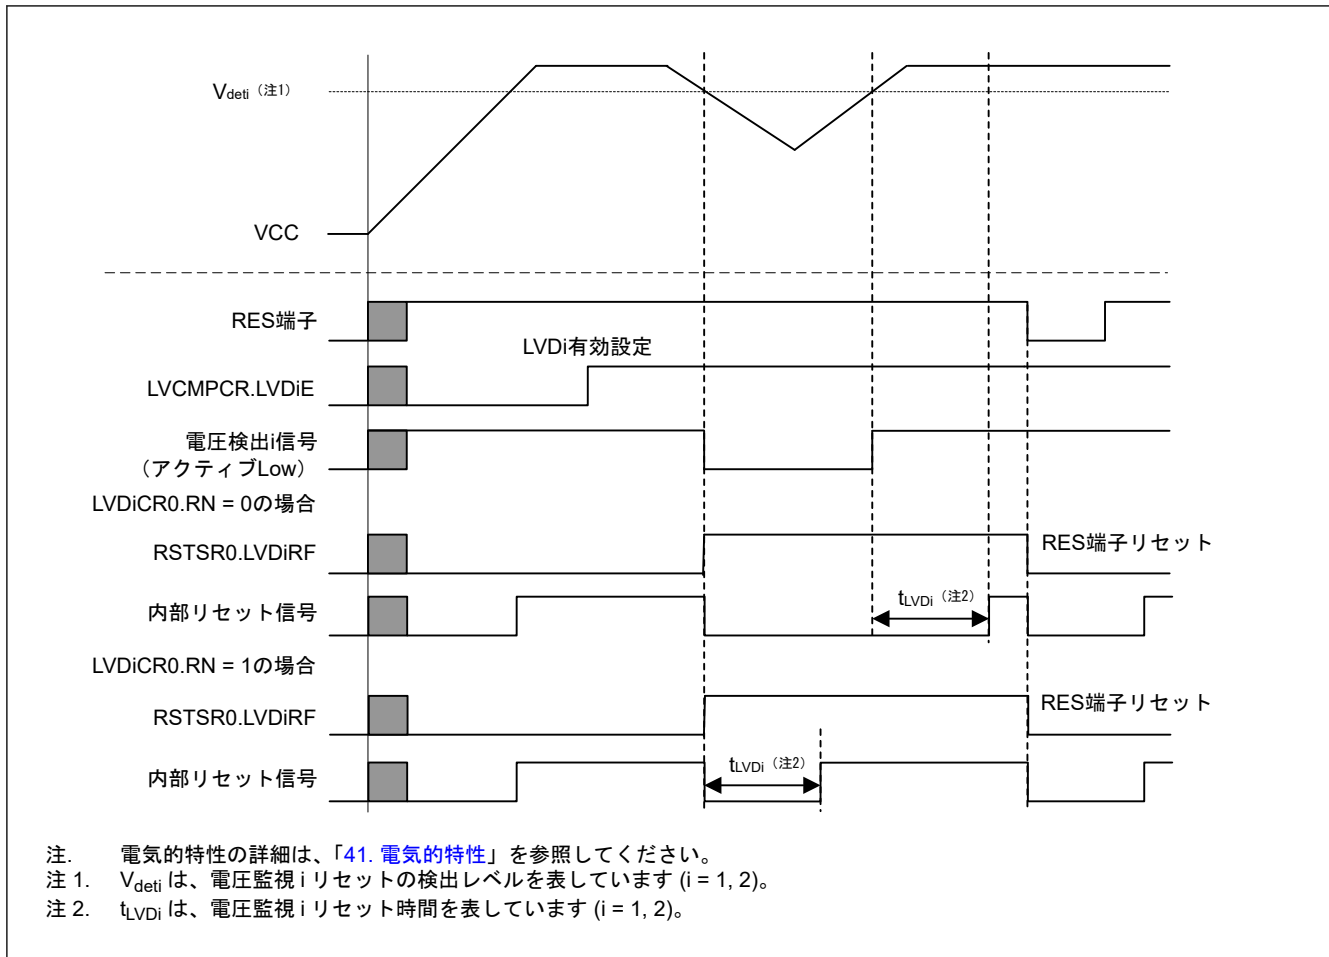 Vdeti（注1）
VCC
RES端子
LVDi有効設定
LVCMPCR.LVDiE
電圧検出i信号
（アクティブLow）
LVDiCR0.RN = 0の場合
RSTSR0.LVDiRF
RES端子リセット
内部リセット信号
tLVDi（注2）
LVDiCR0.RN = 1の場合
RSTSR0.LVDiRF
RES端子リセット
内部リセット信号
tLVDi（注2）
注. 電気的特性の詳細は、「41. 電気的特性」を参照してください。
注 1. Vdeti は、電圧監視 i リセットの検出レベルを表しています (i = 1, 2)。
注 2. tLVDi は、電圧監視 i リセット時間を表しています (i = 1, 2)。